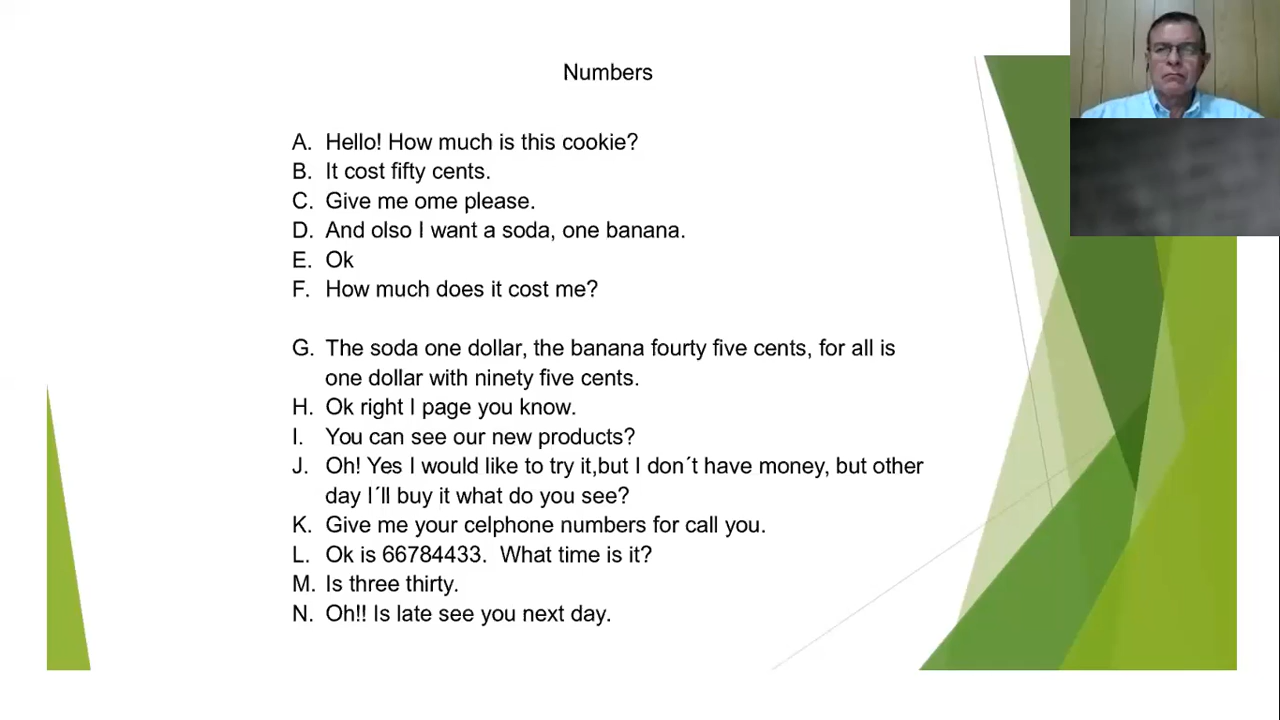 Numbers
A. Hello! How much is this cookie?
B. It cost fifty cents.
C. Give me ome please.
D. And olso I want a soda, one banana.
E. Ok
F. How much does it cost me?
G. The soda one dollar, the banana fourty five cents, for all is
one dollar with ninety five cents.
H. Ok right I page you know.
I. You can see our new products?
J. Oh! Yes I would like to try it,but I don´t have money, but other
day I´ll buy it what do you see?
K. Give me your celphone numbers for call you.
L. Ok is 66784433. What time is it?
M. Is three thirty.
N. Oh!! Is late see you next day.